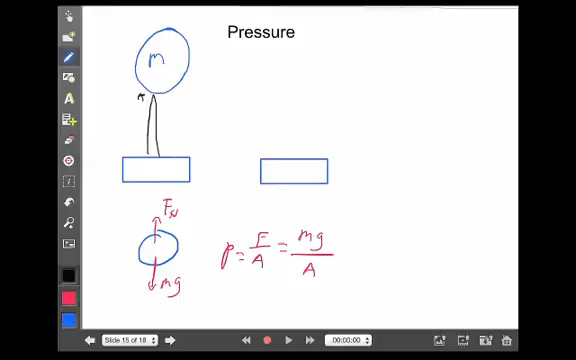 Pressure
m
A
F_N
mg
p = F/A = mg/A
Slide 15 of 18
00:00:00